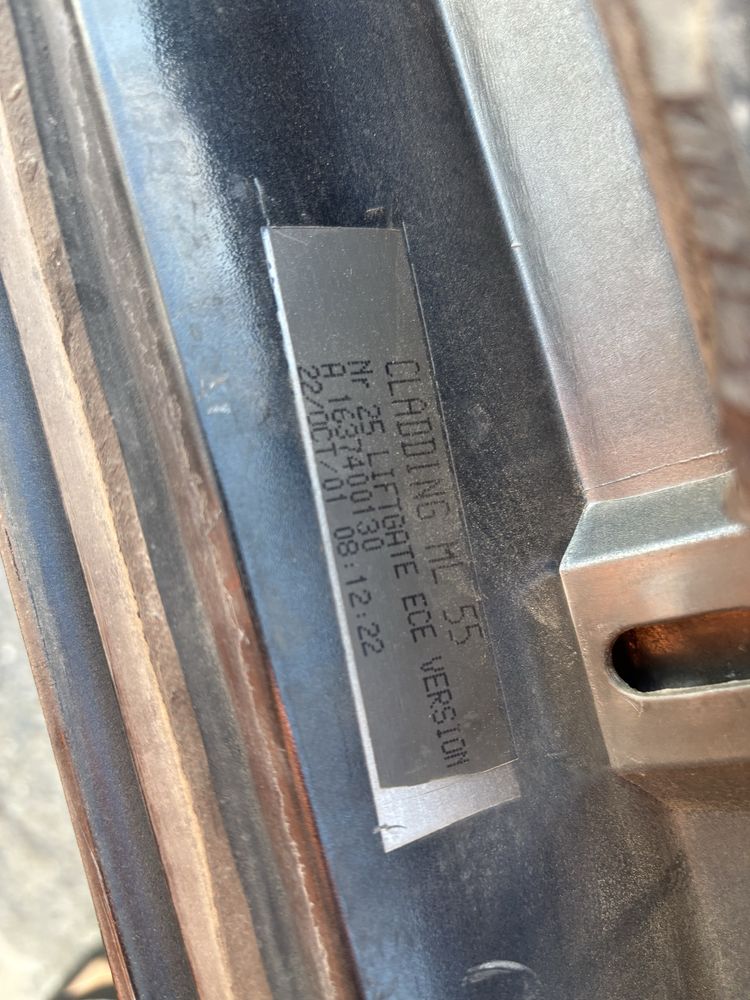 CLADDING ML 55
Nr 25 LIFTGATE ECE VERSION
A 1637400130
22/OCT/01 08:12:22